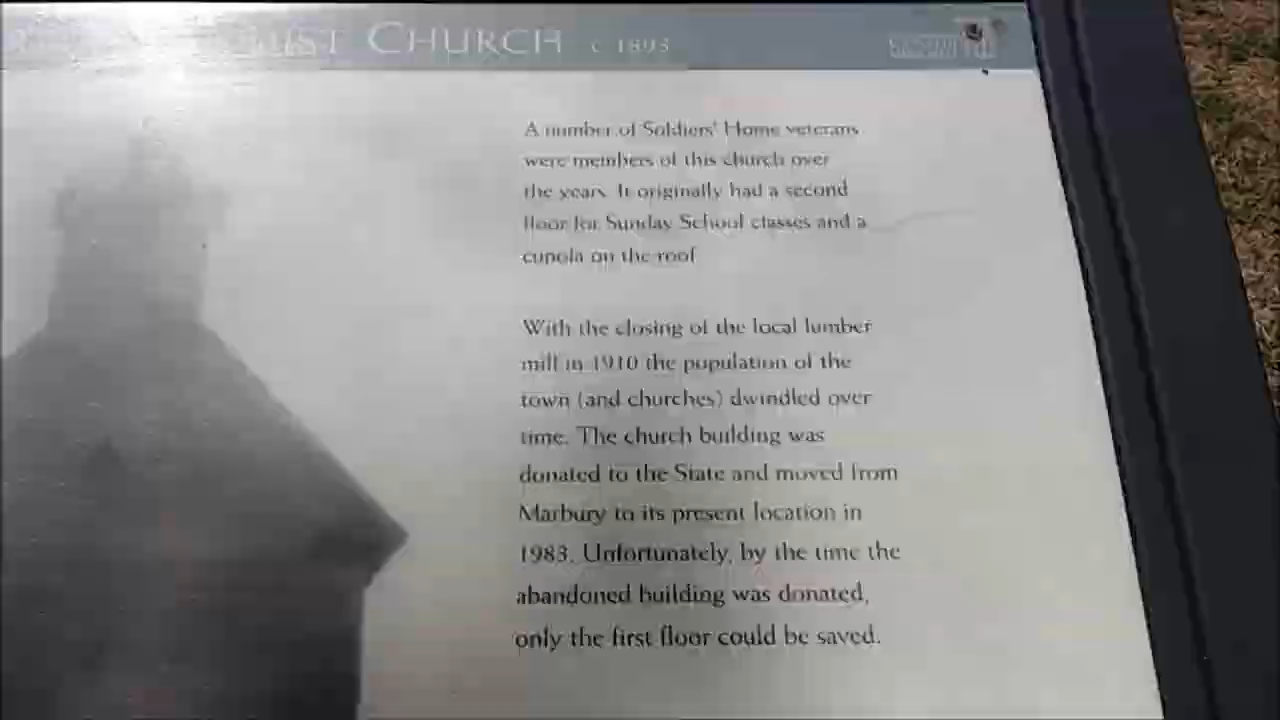 CHURCH C 1893
A number of Soldiers' Home veterans
were members of this church over
the years. It originally had a second
floor for Sunday School classes and a
cupola on the roof
With the closing of the local lumber
mill in 1910 the population of the
town (and churches) dwindled over
time. The church building was
donated to the State and moved from
Marbury to its present location in
1983. Unfortunately, by the time the
abandoned building was donated,
only the first floor could be saved.